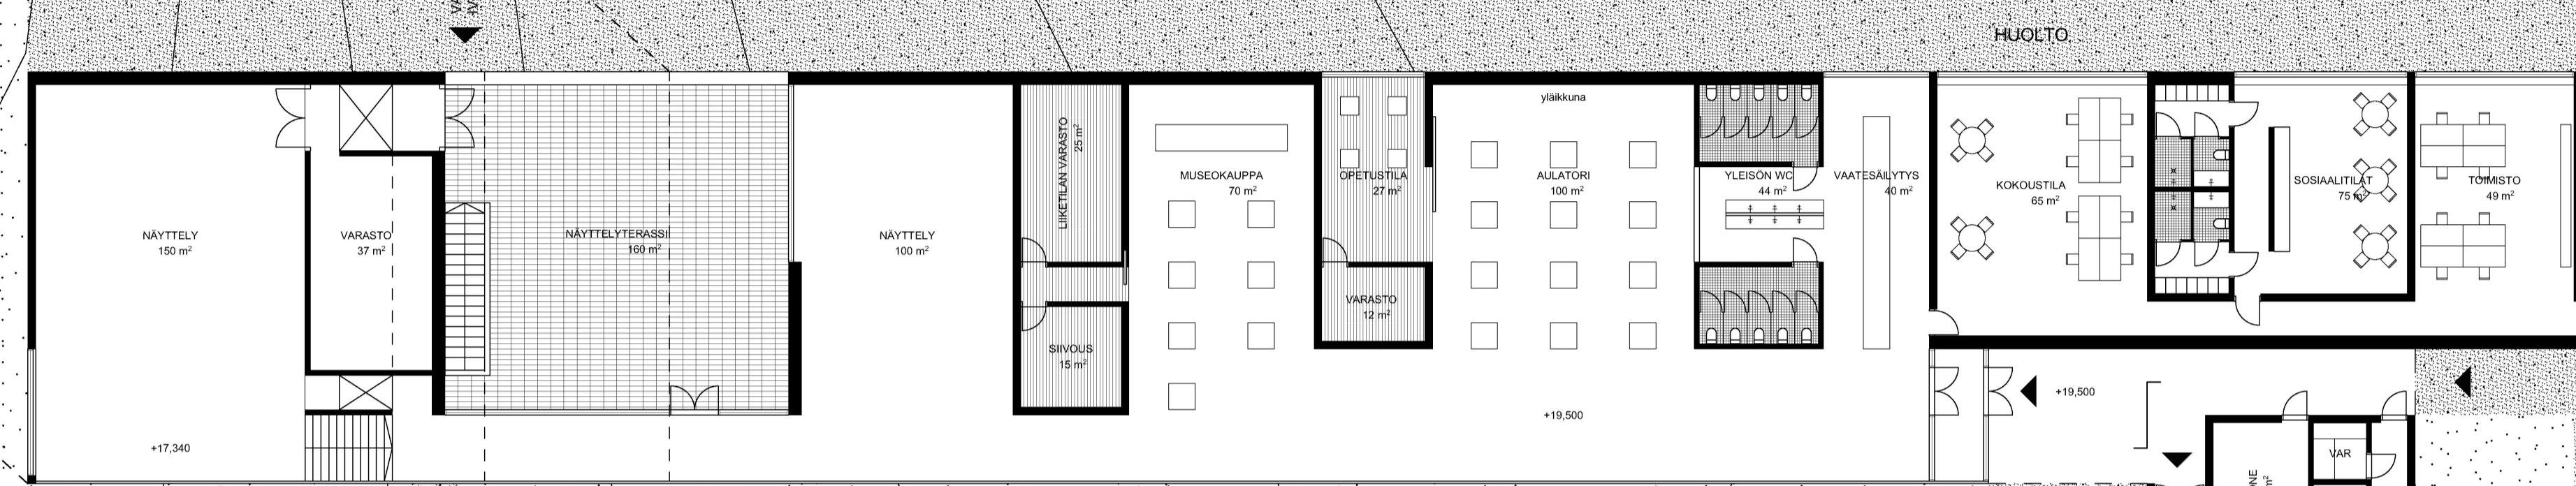 HUOLTO
yläikkuna
NÄYTTELY
150 m²
VARASTO
37 m²
NÄYTTELYTERASSI
160 m²
NÄYTTELY
100 m²
LIIKETILAN VARASTO
25 m²
SIIVOUS
15 m²
MUSEOKAUPPA
70 m²
OPETUSTILA
27 m²
VARASTO
12 m²
AULATORI
100 m²
YLEISÖN WC
44 m²
VAATESÄILYTYS
40 m²
KOKOUSTILA
65 m²
SOSIAALITILAT
75 m²
TOIMISTO
49 m²
+17,340
+19,500
+19,500
VAR